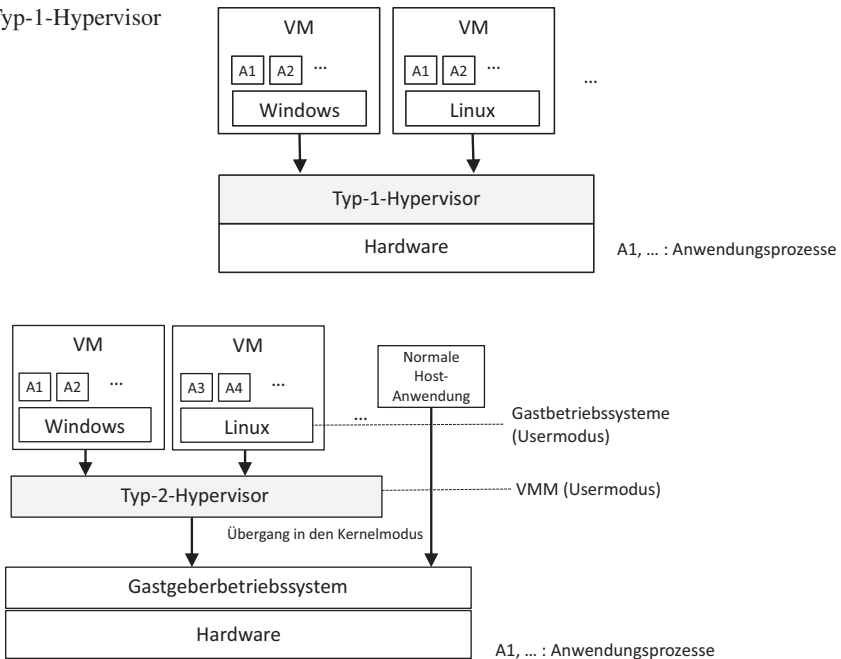 Typ-1-Hypervisor
VM
VM
A1 A2 ...
A1 A2 ...
...
Windows
Linux
Typ-1-Hypervisor
Hardware
A1, ... : Anwendungsprozesse
VM
VM
Normale
Host-
Anwendung
A1 A2 ...
A3 A4 ...
Windows
Linux
...
Gastbetriebssysteme
(Usermodus)
Typ-2-Hypervisor
VMM (Usermodus)
Übergang in den Kernelmodus
Gastgeberbetriebssystem
Hardware
A1, ... : Anwendungsprozesse